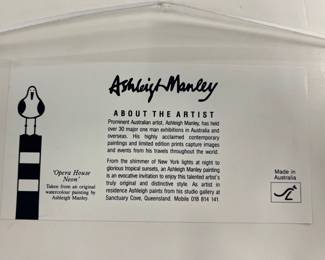 Ashleigh Manley
ABOUT THE ARTIST
Prominent Australian artist, Ashleigh Manley, has held
over 30 major one man exhibitions in Australia and
overseas. His highly acclaimed contemporary
paintings and limited edition prints capture images
and events from his travels throughout the world.
From the shimmer of New York lights at night to
glorious tropical sunsets, an Ashleigh Manley painting
is an evocative invitation to enjoy this talented artist's
truly original and distinctive style. As artist in
residence Ashleigh paints from his studio gallery at
Sanctuary Cove, Queensland. Mobile 018 814 141.
'Opera House
Neon'
Taken from an original
watercolour painting by
Ashleigh Manley.
Made in
Australia